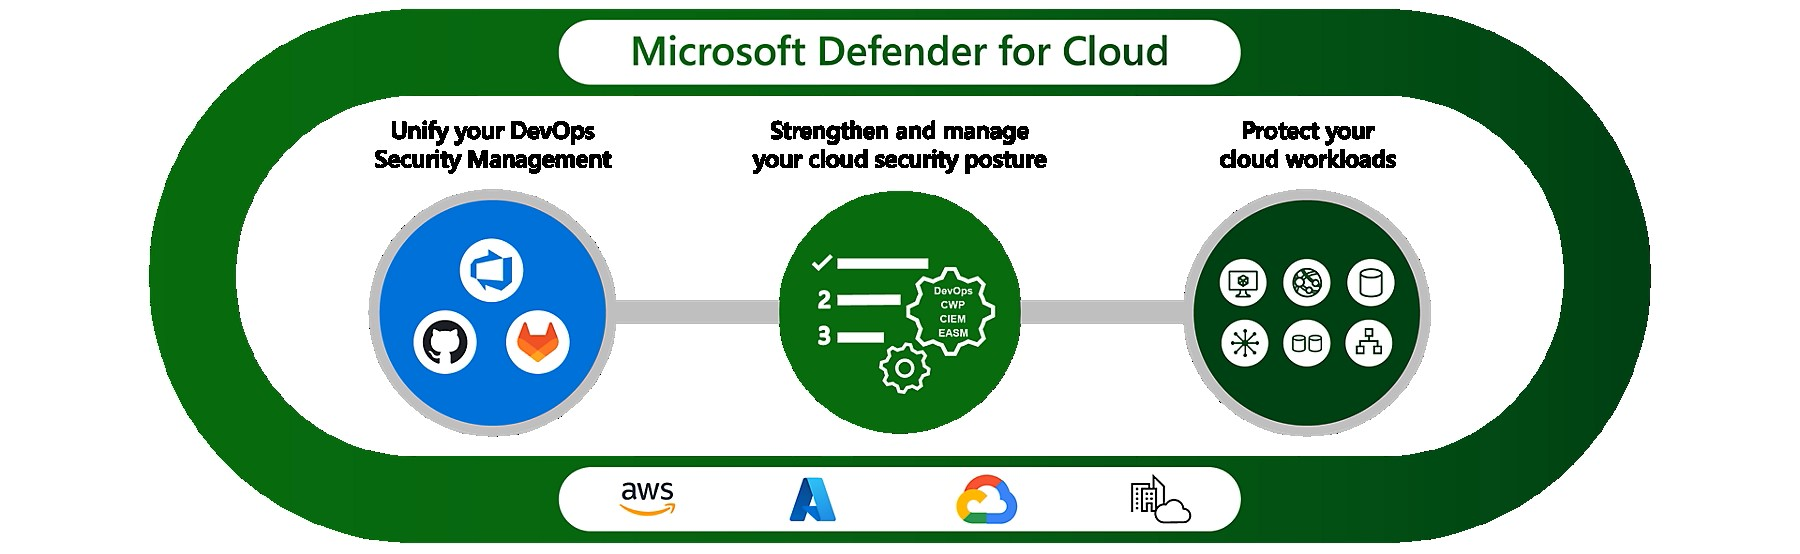 Microsoft Defender for Cloud
Unify your DevOps
Security Management
Strengthen and manage
your cloud security posture
Protect your
cloud workloads
2
3
DevOps
CWP
CIEM
EASM
aws